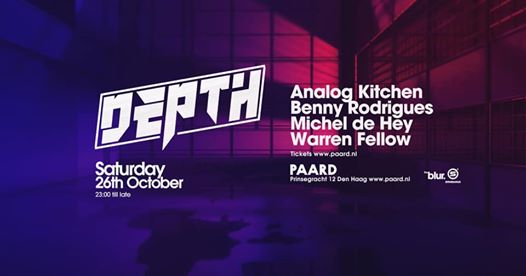 DEPTH
Saturday
26th October
23:00 till late
Analog Kitchen
Benny Rodrigues
Michel de Hey
Warren Fellow
Tickets www.paard.nl
PAARD
Prinsegracht 12 Den Haag www.paard.nl
blur.